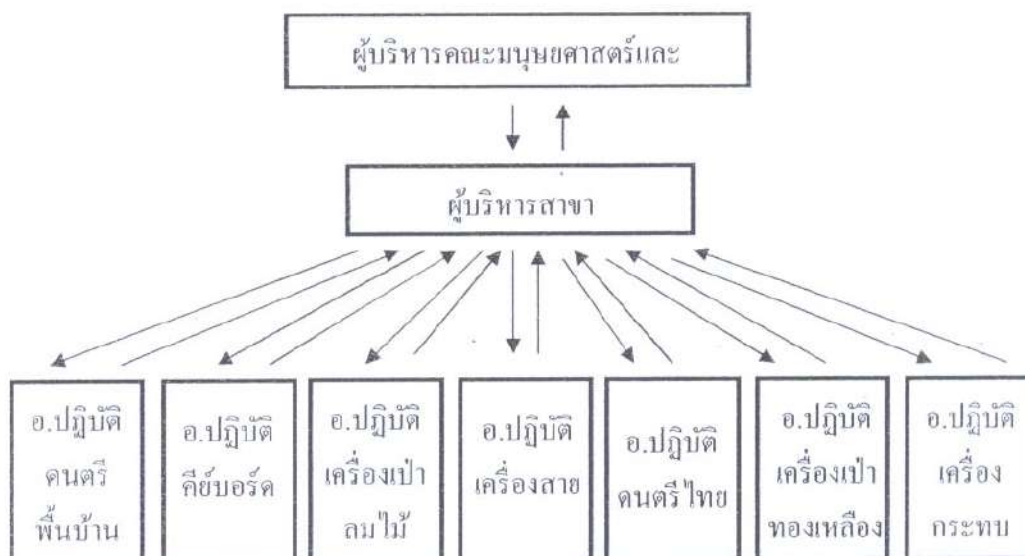 ผู้บริหารคณะมนุษยศาสตร์และ
ผู้บริหารสาขา
อ.ปฏิบัติ
ดนตรี
พื้นบ้าน
อ.ปฏิบัติ
คีย์บอร์ด
อ.ปฏิบัติ
เครื่องเป่า
ลมไม้
อ.ปฏิบัติ
เครื่องสาย
อ.ปฏิบัติ
ดนตรีไทย
อ.ปฏิบัติ
เครื่องเป่า
ทองเหลือง
อ.ปฏิบัติ
เครื่อง
กระทบ